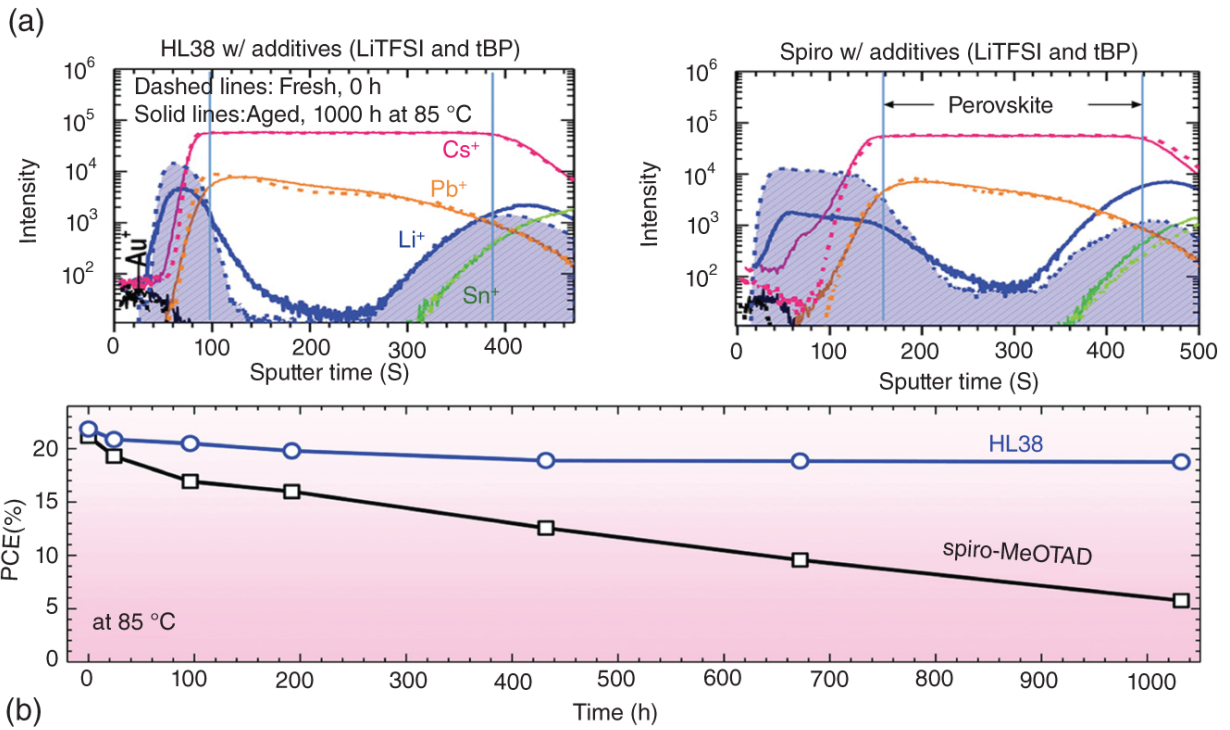 (a)
HL38 w/ additives (LiTFSI and tBP)
10⁶
10⁵
10⁴
10³
10²
Intensity
Dashed lines: Fresh, 0 h
Solid lines:Aged, 1000 h at 85 °C
Cs⁺
Pb⁺
Li⁺
Sn⁺
Au⁺
0 100 200 300 400
Sputter time (S)
Spiro w/ additives (LiTFSI and tBP)
10⁶
10⁵
10⁴
10³
10²
Intensity
Perovskite
0 100 200 300 400 500
Sputter time (S)
20
15
10
5
0
PCE(%)
HL38
spiro-MeOTAD
at 85 °C
0 100 200 300 400 500 600 700 800 900 1000
Time (h)
(b)